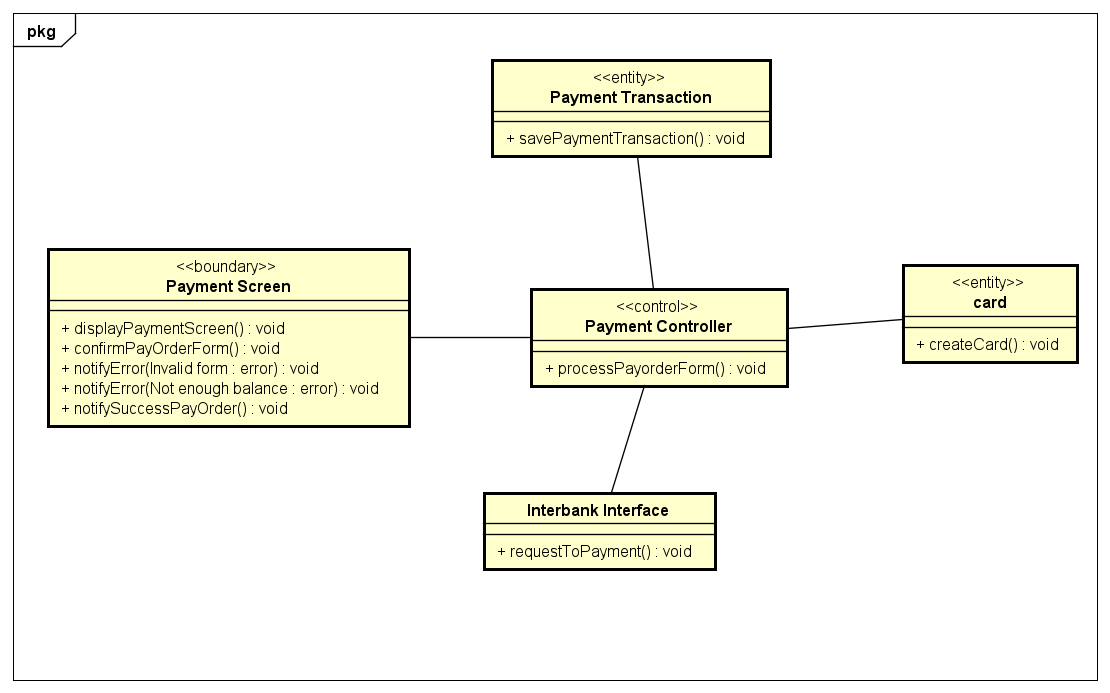 pkg
<<entity>>
Payment Transaction
+ savePaymentTransaction() : void
<<boundary>>
Payment Screen
+ displayPaymentScreen() : void
+ confirmPayOrderForm() : void
+ notifyError(Invalid form : error) : void
+ notifyError(Not enough balance : error) : void
+ notifySuccessPayOrder() : void
<<control>>
Payment Controller
+ processPayorderForm() : void
<<entity>>
card
+ createCard() : void
Interbank Interface
+ requestToPayment() : void